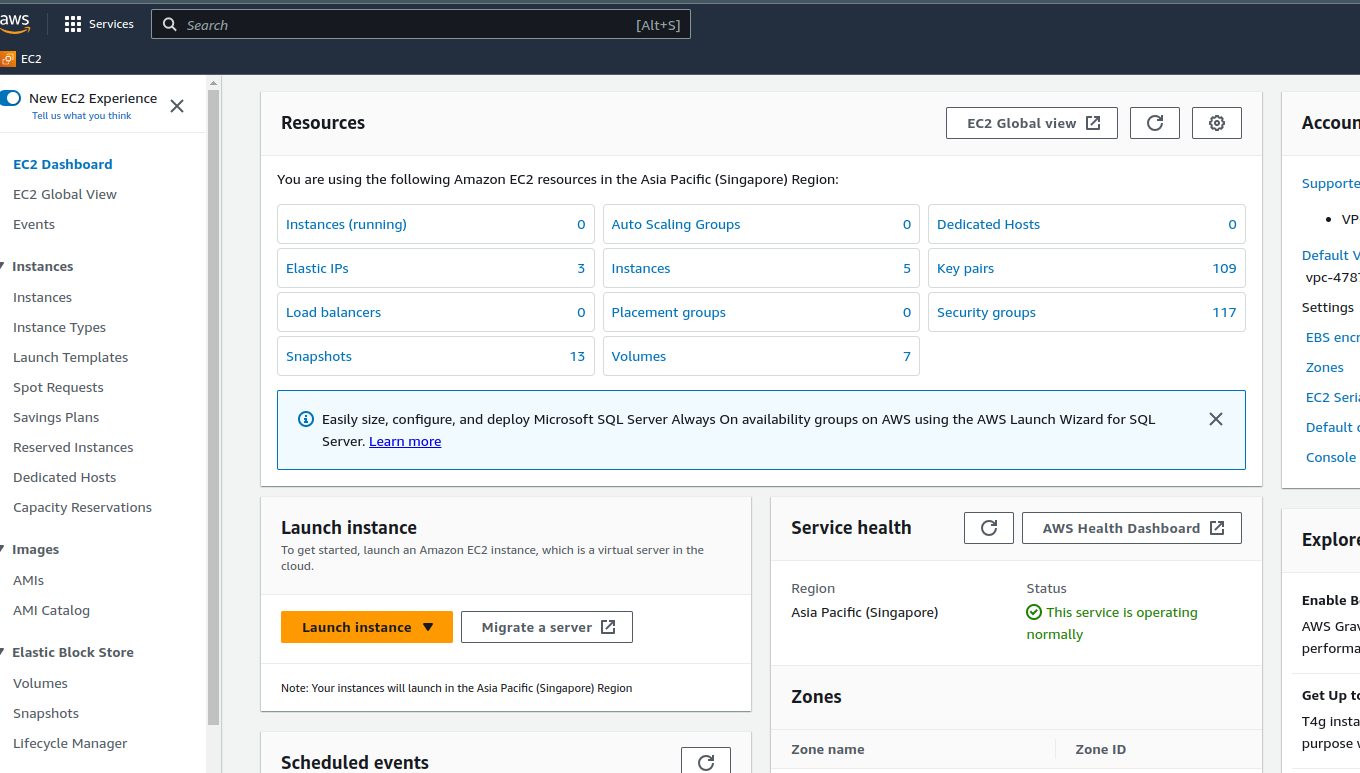 aws
Services
Search
[Alt+S]
EC2
New EC2 Experience
Tell us what you think
EC2 Dashboard
EC2 Global View
Events
Instances
Instances
Instance Types
Launch Templates
Spot Requests
Savings Plans
Reserved Instances
Dedicated Hosts
Capacity Reservations
Images
AMIs
AMI Catalog
Elastic Block Store
Volumes
Snapshots
Lifecycle Manager
Resources
EC2 Global view
You are using the following Amazon EC2 resources in the Asia Pacific (Singapore) Region:
Instances (running) 0
Auto Scaling Groups 0
Dedicated Hosts 0
Elastic IPs 3
Instances 5
Key pairs 109
Load balancers 0
Placement groups 0
Security groups 117
Snapshots 13
Volumes 7
Easily size, configure, and deploy Microsoft SQL Server Always On availability groups on AWS using the AWS Launch Wizard for SQL
Server. Learn more
Launch instance
To get started, launch an Amazon EC2 instance, which is a virtual server in the
cloud.
Launch instance
Migrate a server
Note: Your instances will launch in the Asia Pacific (Singapore) Region
Scheduled events
Service health
AWS Health Dashboard
Region
Asia Pacific (Singapore)
Status
This service is operating
normally
Zones
Zone name
Zone ID
Accoun
Supporte
• VP
Default V
vpc-478
Settings
EBS encr
Zones
EC2 Seria
Default
Console
Explore
Enable B
AWS Grav
performa
Get Up to
T4g insta
purpose